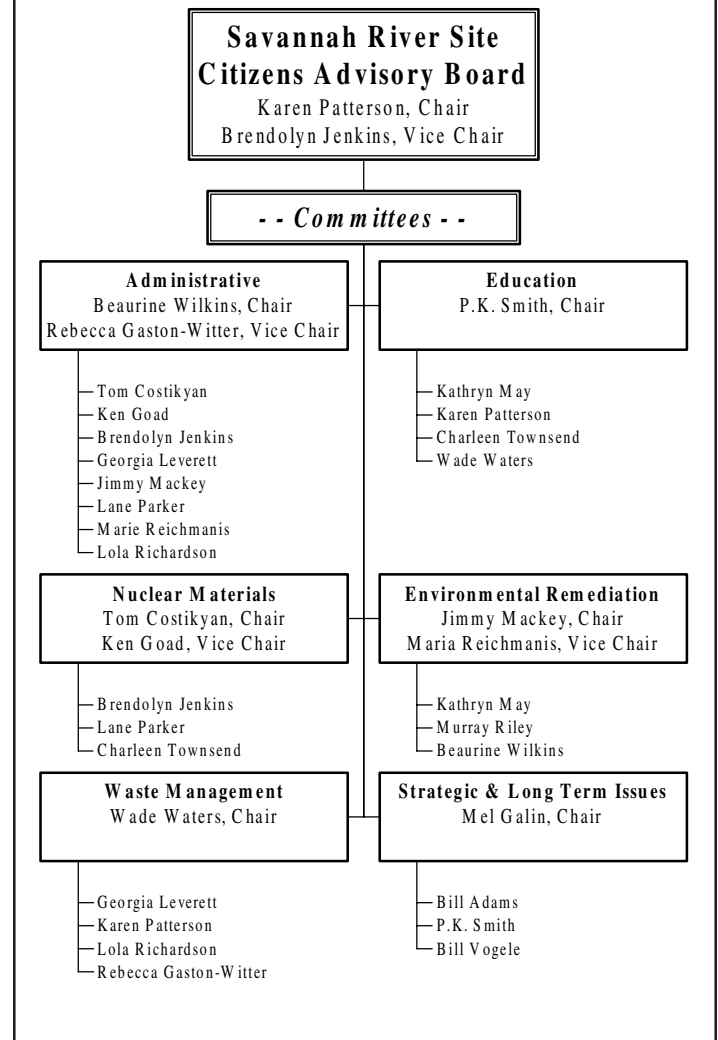 Savannah River Site
Citizens Advisory Board
Karen Patterson, Chair
Brendolyn Jenkins, Vice Chair
- - Committees - -
Administrative
Beaurine Wilkins, Chair
Rebecca Gaston-Witter, Vice Chair
Tom Costikyan
Ken Goad
Brendolyn Jenkins
Georgia Leverett
Jimmy Mackey
Lane Parker
Marie Reichmanis
Lola Richardson
Education
P.K. Smith, Chair
Kathryn May
Karen Patterson
Charleen Townsend
Wade Waters
Nuclear Materials
Tom Costikyan, Chair
Ken Goad, Vice Chair
Brendolyn Jenkins
Lane Parker
Charleen Townsend
Environmental Remediation
Jimmy Mackey, Chair
Maria Reichmanis, Vice Chair
Kathryn May
Murray Riley
Beaurine Wilkins
Waste Management
Wade Waters, Chair
Georgia Leverett
Karen Patterson
Lola Richardson
Rebecca Gaston-Witter
Strategic & Long Term Issues
Mel Galin, Chair
Bill Adams
P.K. Smith
Bill Vogele